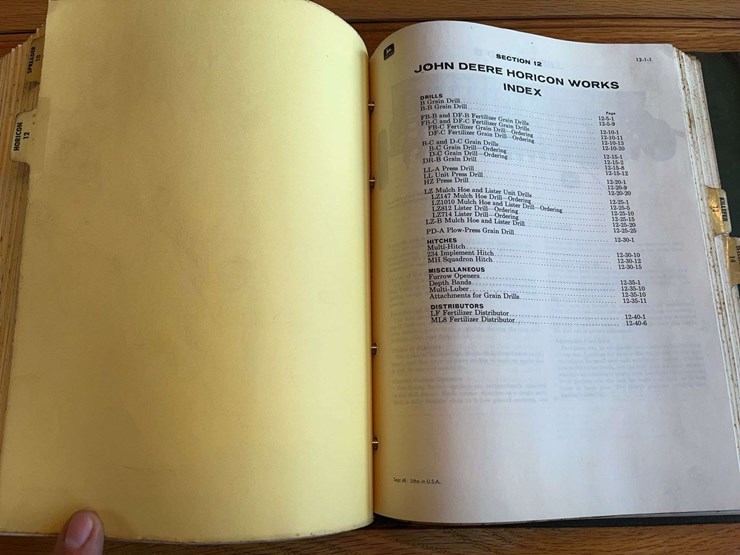 SPREADER
10
HORICON
12
SECTION 12
12-1-1
JOHN DEERE HORICON WORKS
INDEX
Page
DRILLS
B Grain Drill 12-5-1
B-B Grain Drill 12-5-9
FB-B and DF-B Fertilizer Grain Drills 12-10-1
FB-C and DF-C Fertilizer Grain Drills 12-10-11
FB-C Fertilizer Grain Drill—Ordering 12-10-13
DF-C Fertilizer Grain Drill—Ordering 12-10-20
B-C and D-C Grain Drills 12-15-1
B-C Grain Drill—Ordering 12-15-2
D-C Grain Drill—Ordering 12-15-8
DR-B Grain Drill 12-15-12
LL-A Press Drill 12-20-1
LL Unit Press Drill 12-25-9
HZ Press Drill 12-20-20
LZ Mulch Hoe and Lister Unit Drills 12-25-1
LZ147 Mulch Hoe Drill—Ordering 12-25-5
LZ1010 Mulch Hoe and Lister Drill—Ordering 12-25-10
LZ812 Lister Drill—Ordering 12-25-15
LZ714 Lister Drill—Ordering 12-25-20
LZ-B Mulch Hoe and Lister Drill 12-25-25
PD-A Plow-Press Grain Drill 12-30-1
HITCHES
Multi-Hitch 12-30-10
234 Implement Hitch 12-30-12
MH Squadron Hitch 12-30-15
MISCELLANEOUS
Furrow Openers 12-35-1
Depth Bands 12-35-10
Multi-Luber 12-35-10
Attachments for Grain Drills 12-35-11
DISTRIBUTORS
LF Fertilizer Distributor 12-40-1
ML8 Fertilizer Distributor 12-40-6
Litho in U.S.A.